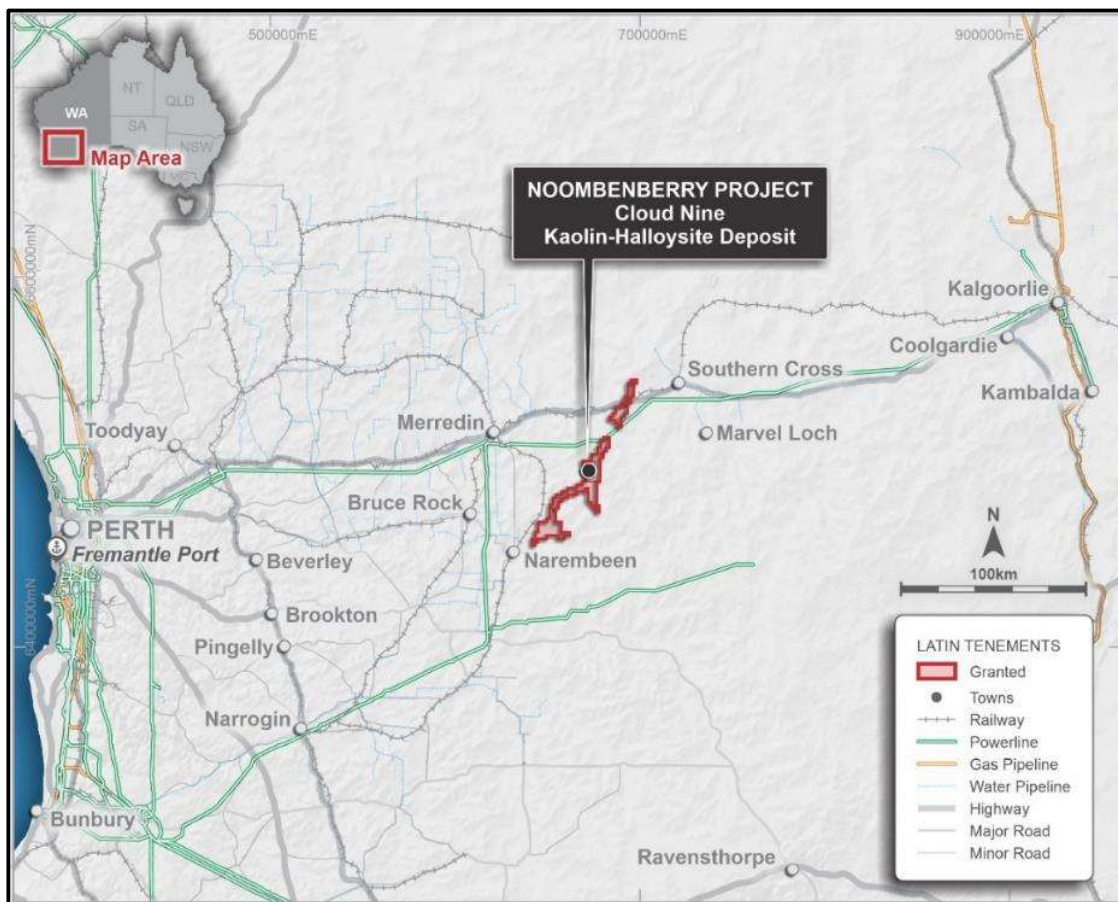 500000mE
700000mE
900000mE
NT
QLD
WA
SA
NSW
Map Area
NOOMBENBERRY PROJECT
Cloud Nine
Kaolin-Halloysite Deposit
6600000mN
Kalgoorlie
Coolgardie
Southern Cross
Kambalda
Merredin
Toodyay
Marvel Loch
Bruce Rock
PERTH
Fremantle Port
Narembeen
Beverley
N
100km
Brookton
6400000mN
Pingelly
Narrogin
Bunbury
Ravensthorpe
LATIN TENEMENTS
Granted
Towns
Railway
Powerline
Gas Pipeline
Water Pipeline
Highway
Major Road
Minor Road